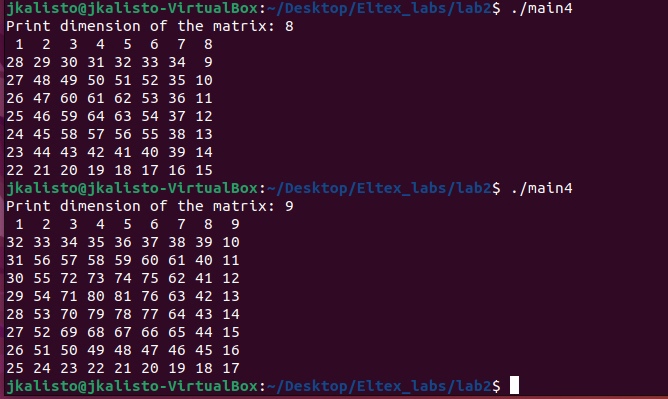 jkalisto@jkalisto-VirtualBox:~/Desktop/Eltex_labs/lab2$ ./main4
Print dimension of the matrix: 8
 1  2  3  4  5  6  7  8
28 29 30 31 32 33 34  9
27 48 49 50 51 52 35 10
26 47 60 61 62 53 36 11
25 46 59 64 63 54 37 12
24 45 58 57 56 55 38 13
23 44 43 42 41 40 39 14
22 21 20 19 18 17 16 15
jkalisto@jkalisto-VirtualBox:~/Desktop/Eltex_labs/lab2$ ./main4
Print dimension of the matrix: 9
 1  2  3  4  5  6  7  8  9
32 33 34 35 36 37 38 39 10
31 56 57 58 59 60 61 40 11
30 55 72 73 74 75 62 41 12
29 54 71 80 81 76 63 42 13
28 53 70 79 78 77 64 43 14
27 52 69 68 67 66 65 44 15
26 51 50 49 48 47 46 45 16
25 24 23 22 21 20 19 18 17
jkalisto@jkalisto-VirtualBox:~/Desktop/Eltex_labs/lab2$